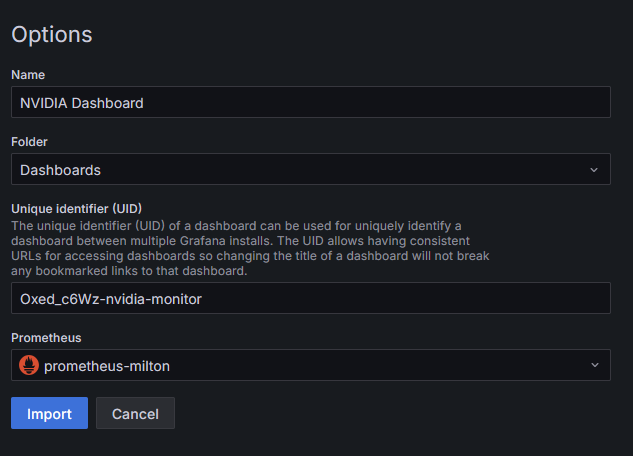 Options
Name
NVIDIA Dashboard
Folder
Dashboards
Unique identifier (UID)
The unique identifier (UID) of a dashboard can be used for uniquely identify a
dashboard between multiple Grafana installs. The UID allows having consistent
URLs for accessing dashboards so changing the title of a dashboard will not break
any bookmarked links to that dashboard.
Oxed_c6Wz-nvidia-monitor
Prometheus
prometheus-milton
Import Cancel